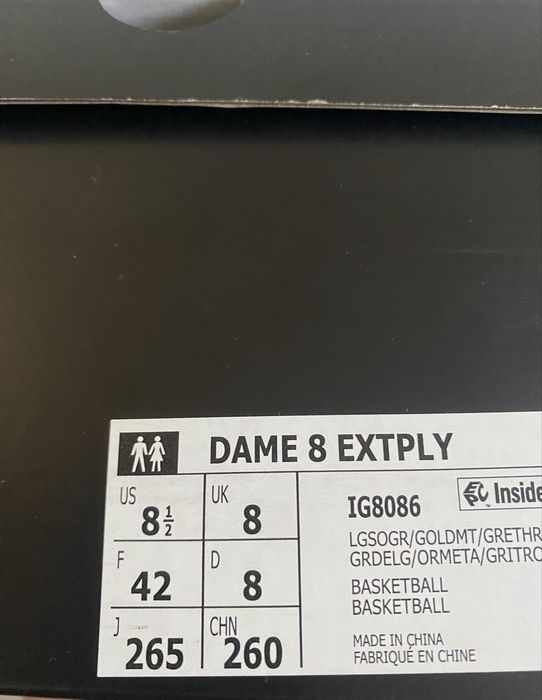 DAME 8 EXTPLY
US 8½ UK 8
F 42 D 8
J 265 CHN 260
IG8086
EPC Inside
LGSOGR/GOLDMT/GRETHR
GRDELG/ORMETA/GRITRO
BASKETBALL
BASKETBALL
MADE IN CHINA
FABRIQUÉ EN CHINE